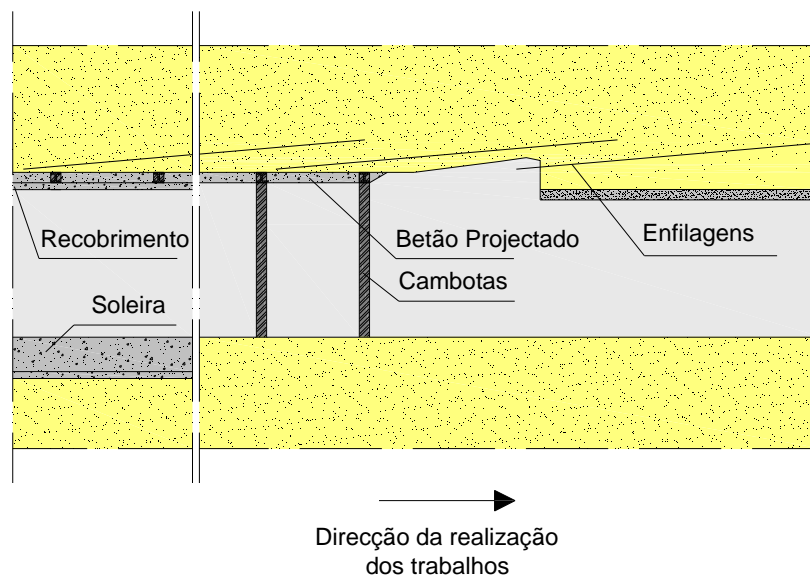 Recobrimento
Betão Projectado
Enfilagens
Cambotas
Soleira
Direcção da realização
dos trabalhos